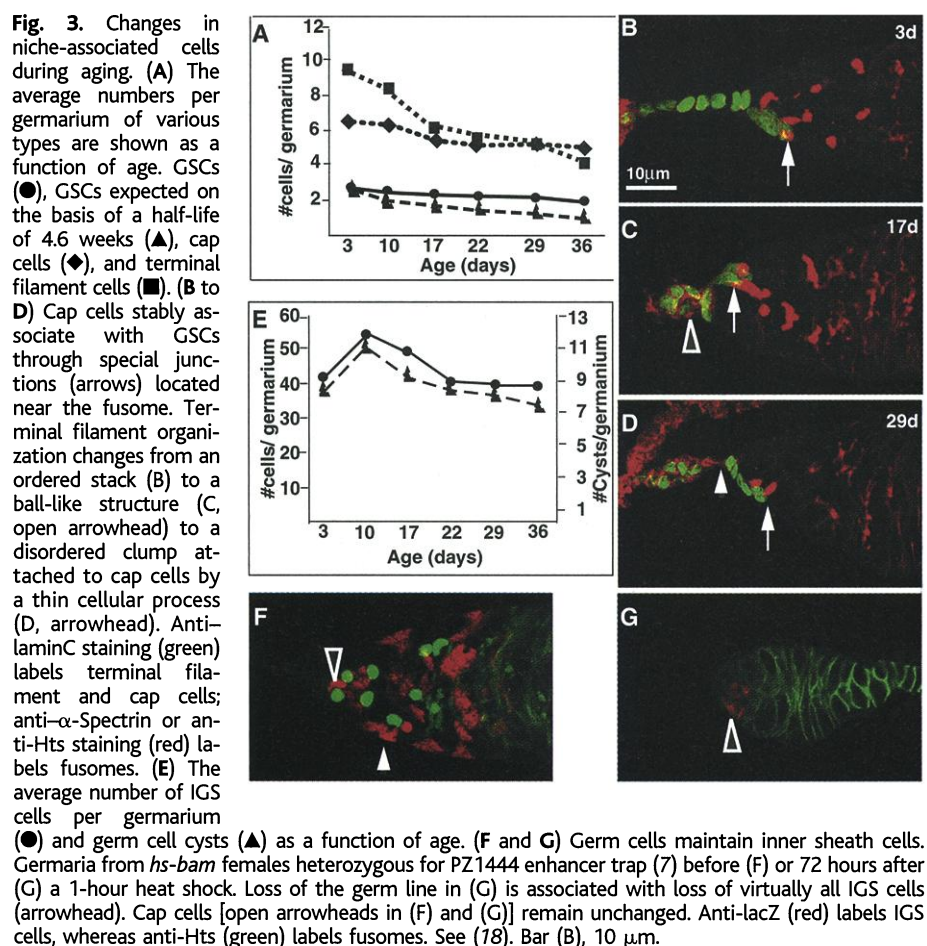 Fig. 3. Changes in
niche-associated cells
during aging. (A) The
average numbers per
germarium of various
types are shown as a
function of age. GSCs
(●), GSCs expected on
the basis of a half-life
of 4.6 weeks (▲), cap
cells (◆), and terminal
filament cells (■). (B to
D) Cap cells stably as-
sociate with GSCs
through special junc-
tions (arrows) located
near the fusome. Ter-
minal filament organi-
zation changes from an
ordered stack (B) to a
ball-like structure (C,
open arrowhead) to a
disordered clump at-
tached to cap cells by
a thin cellular process
(D, arrowhead). Anti–
laminC staining (green)
labels terminal fila-
ment and cap cells;
anti–α-Spectrin or an-
ti-Hts staining (red) la-
bels fusomes. (E) The
average number of IGS
cells per germarium
(●) and germ cell cysts (▲) as a function of age. (F and G) Germ cells maintain inner sheath cells.
Germaria from hs-bam females heterozygous for PZ1444 enhancer trap (7) before (F) or 72 hours after
(G) a 1-hour heat shock. Loss of the germ line in (G) is associated with loss of virtually all IGS cells
(arrowhead). Cap cells [open arrowheads in (F) and (G)] remain unchanged. Anti-lacZ (red) labels IGS
cells, whereas anti-Hts (green) labels fusomes. See (18). Bar (B), 10 μm.
A
#cells/ germarium
12
10
8
6
4
2
3 10 17 22 29 36
Age (days)
B
3d
10μm
C
17d
D
29d
E
#cells/ germarium
60
50
40
30
20
10
13
11
9
7
5
3
1
#Cysts/germanium
3 10 17 22 29 36
Age (days)
F
G